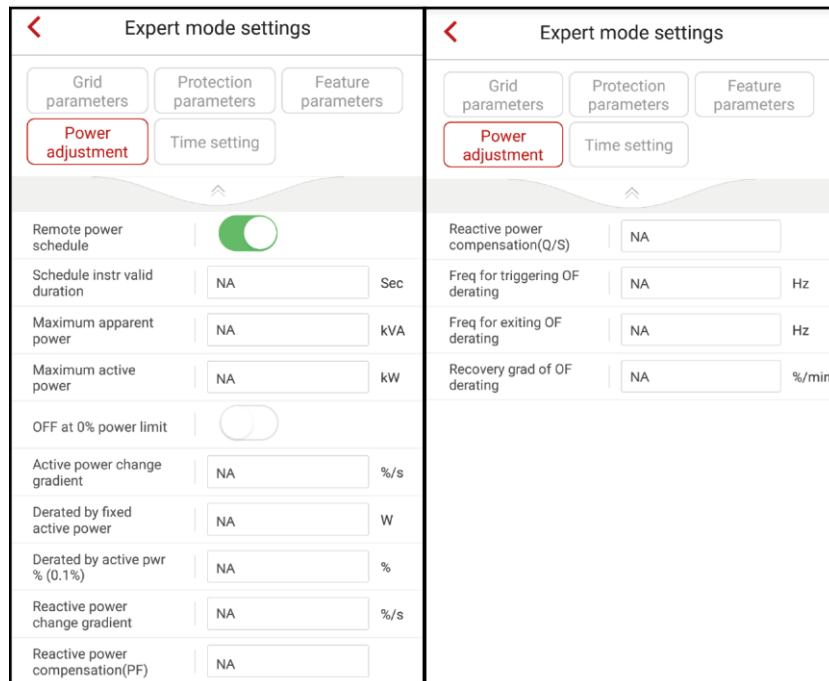 Expert mode settings
Grid
parameters
Protection
parameters
Feature
parameters
Power
adjustment
Time setting
Remote power
schedule
Schedule instr valid
duration
NA
Sec
Maximum apparent
power
NA
kVA
Maximum active
power
NA
kW
OFF at 0% power limit
Active power change
gradient
NA
%/s
Derated by fixed
active power
NA
W
Derated by active pwr
% (0.1%)
NA
%
Reactive power
change gradient
NA
%/s
Reactive power
compensation(PF)
NA
Expert mode settings
Grid
parameters
Protection
parameters
Feature
parameters
Power
adjustment
Time setting
Reactive power
compensation(Q/S)
NA
Freq for triggering OF
derating
NA
Hz
Freq for exiting OF
derating
NA
Hz
Recovery grad of OF
derating
NA
%/min